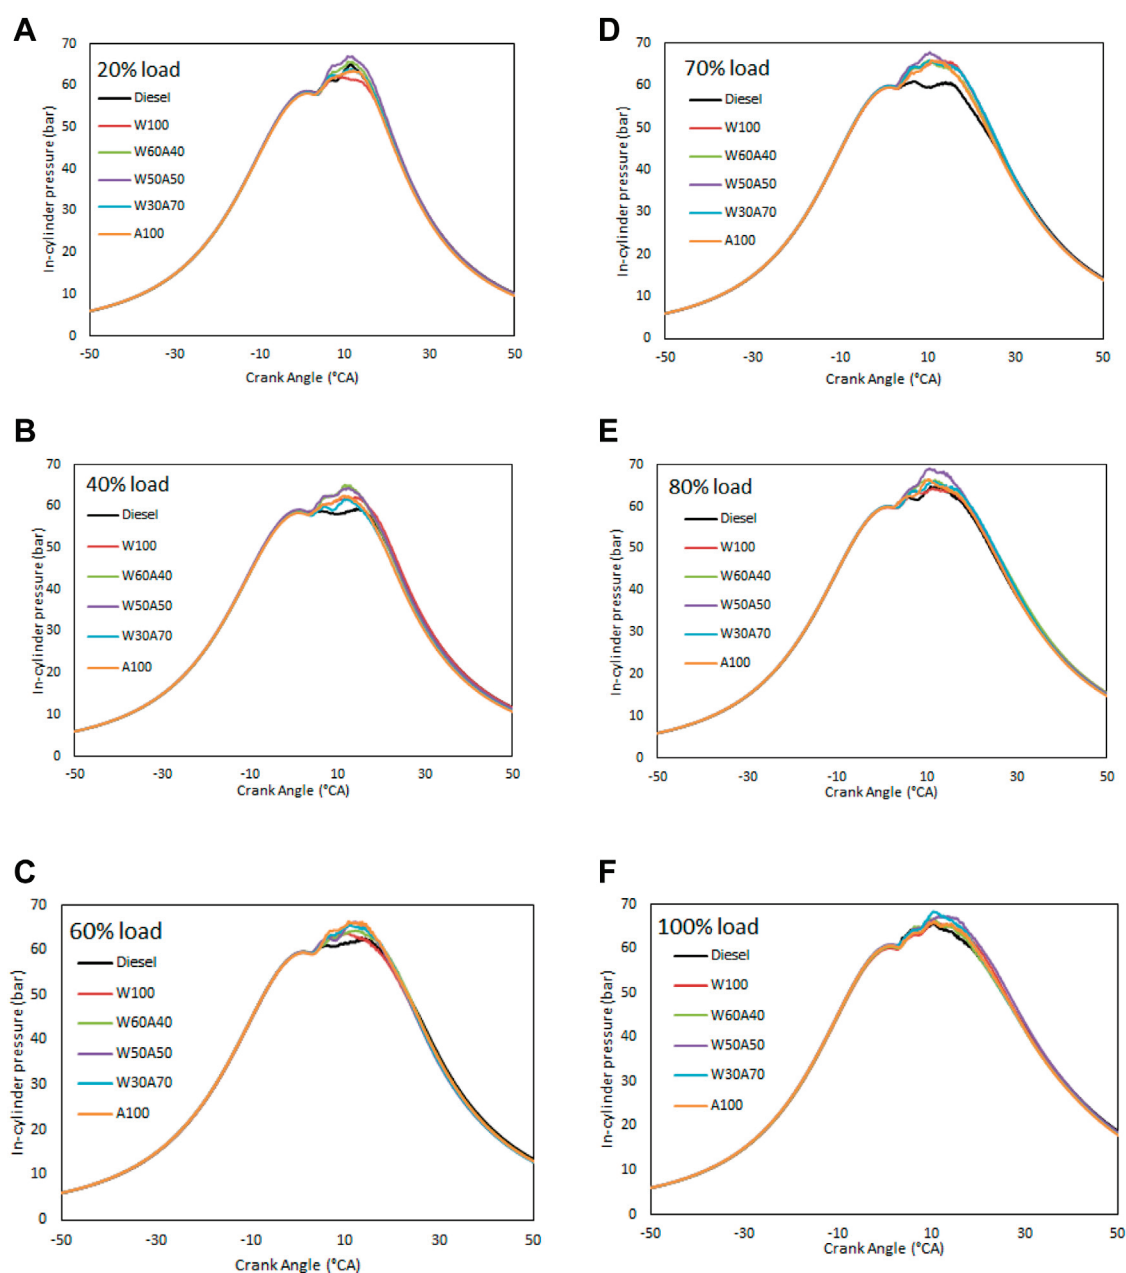 A
70
60
50
40
30
20
10
0
In-cylinder pressure (bar)
20% load
Diesel
W100
W60A40
W50A50
W30A70
A100
-50 -30 -10 10 30 50
Crank Angle (°CA)
D
70
60
50
40
30
20
10
0
In-cylinder pressure (bar)
70% load
Diesel
W100
W60A40
W50A50
W30A70
A100
-50 -30 -10 10 30 50
Crank Angle (°CA)
B
70
60
50
40
30
20
10
0
In-cylinder pressure (bar)
40% load
Diesel
W100
W60A40
W50A50
W30A70
A100
-50 -30 -10 10 30 50
Crank Angle (°CA)
E
70
60
50
40
30
20
10
0
In-cylinder pressure (bar)
80% load
Diesel
W100
W60A40
W50A50
W30A70
A100
-50 -30 -10 10 30 50
Crank Angle (°CA)
C
70
60
50
40
30
20
10
0
In-cylinder pressure (bar)
60% load
Diesel
W100
W60A40
W50A50
W30A70
A100
-50 -30 -10 10 30 50
Crank Angle (°CA)
F
70
60
50
40
30
20
10
0
In-cylinder pressure (bar)
100% load
Diesel
W100
W60A40
W50A50
W30A70
A100
-50 -30 -10 10 30 50
Crank Angle (°CA)